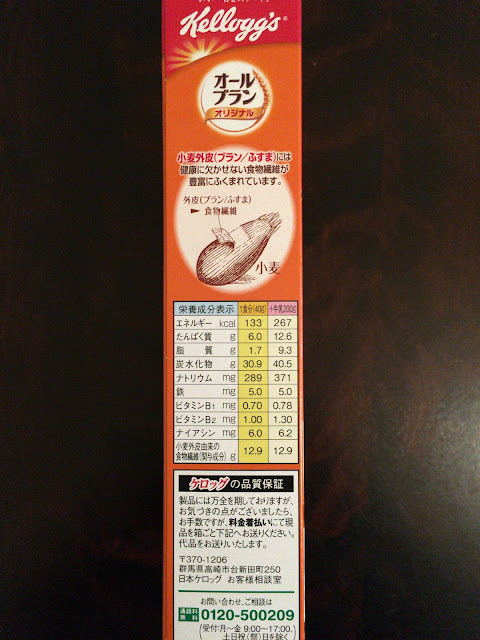 Kellogg's®
オール
ブラン
オリジナル
小麦外皮(ブラン/ふすま)には
健康に欠かせない食物繊維が
豊富にふくまれています。
外皮(ブラン/ふすま)
► 食物繊維
小麦
栄養成分表示 1食分(40g) +牛乳200g
エネルギー kcal 133 267
たんぱく質 g 6.0 12.6
脂質 g 1.7 9.3
炭水化物 g 30.9 40.5
ナトリウム mg 289 371
鉄 mg 5.0 5.0
ビタミンB1 mg 0.70 0.78
ビタミンB2 mg 1.00 1.30
ナイアシン mg 6.0 6.2
小麦外皮由来の
食物繊維(関与成分) g 12.9 12.9
ケロッグの品質保証
製品には万全を期しておりますが、
お気づきの点がございましたら、
お手数ですが、料金着払いにて現
品を箱ごと下記へお送りください。
代品をお送りいたします。
〒370-1206
群馬県高崎市台新田町250
日本ケロッグ お客様相談室
お問い合わせ、ご相談は
通話料無料 0120-500209
(受付:月～金 9:00～17:00.
土日祝(祭)日を除く